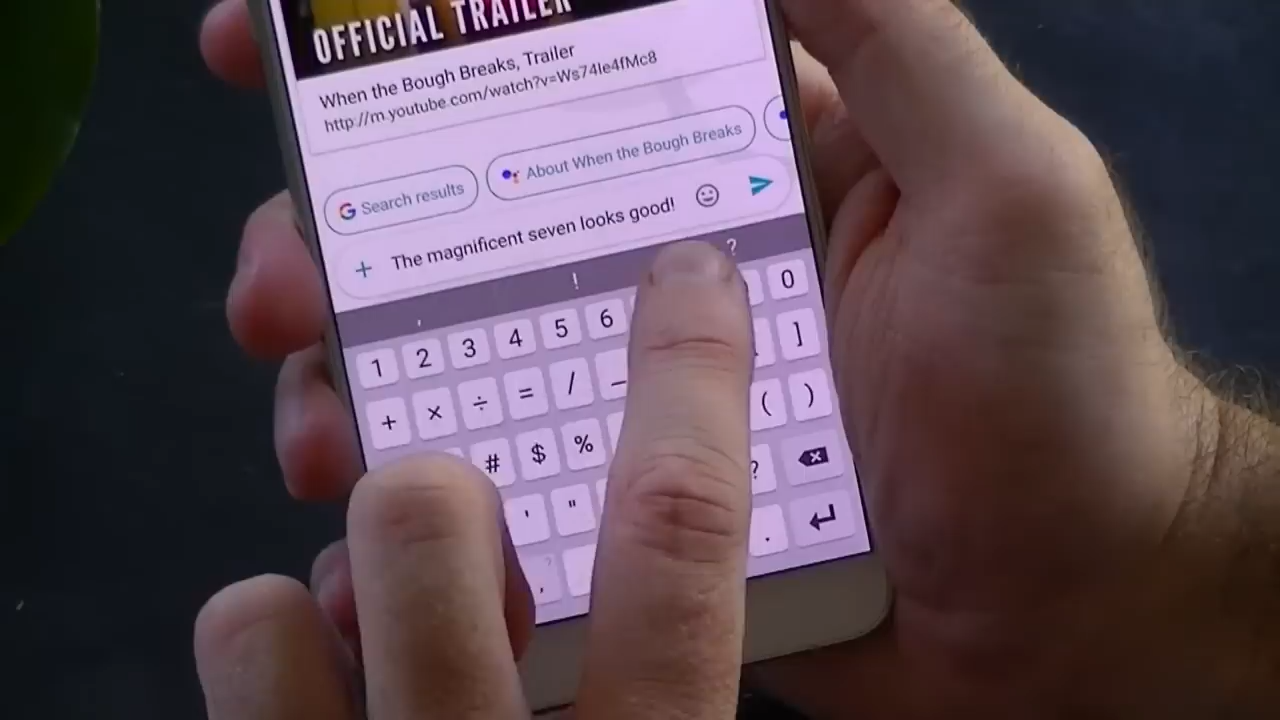 OFFICIAL TRAILER
When the Bough Breaks, Trailer
http://m.youtube.com/watch?v=Ws74Ie4fMc8
G Search results
About When the Bough Breaks
+ The magnificent seven looks good!
, ! ?
1 2 3 4 5 6 0
+ × ÷ = / _ ]
# $ % ( )
' " ?
, ? .